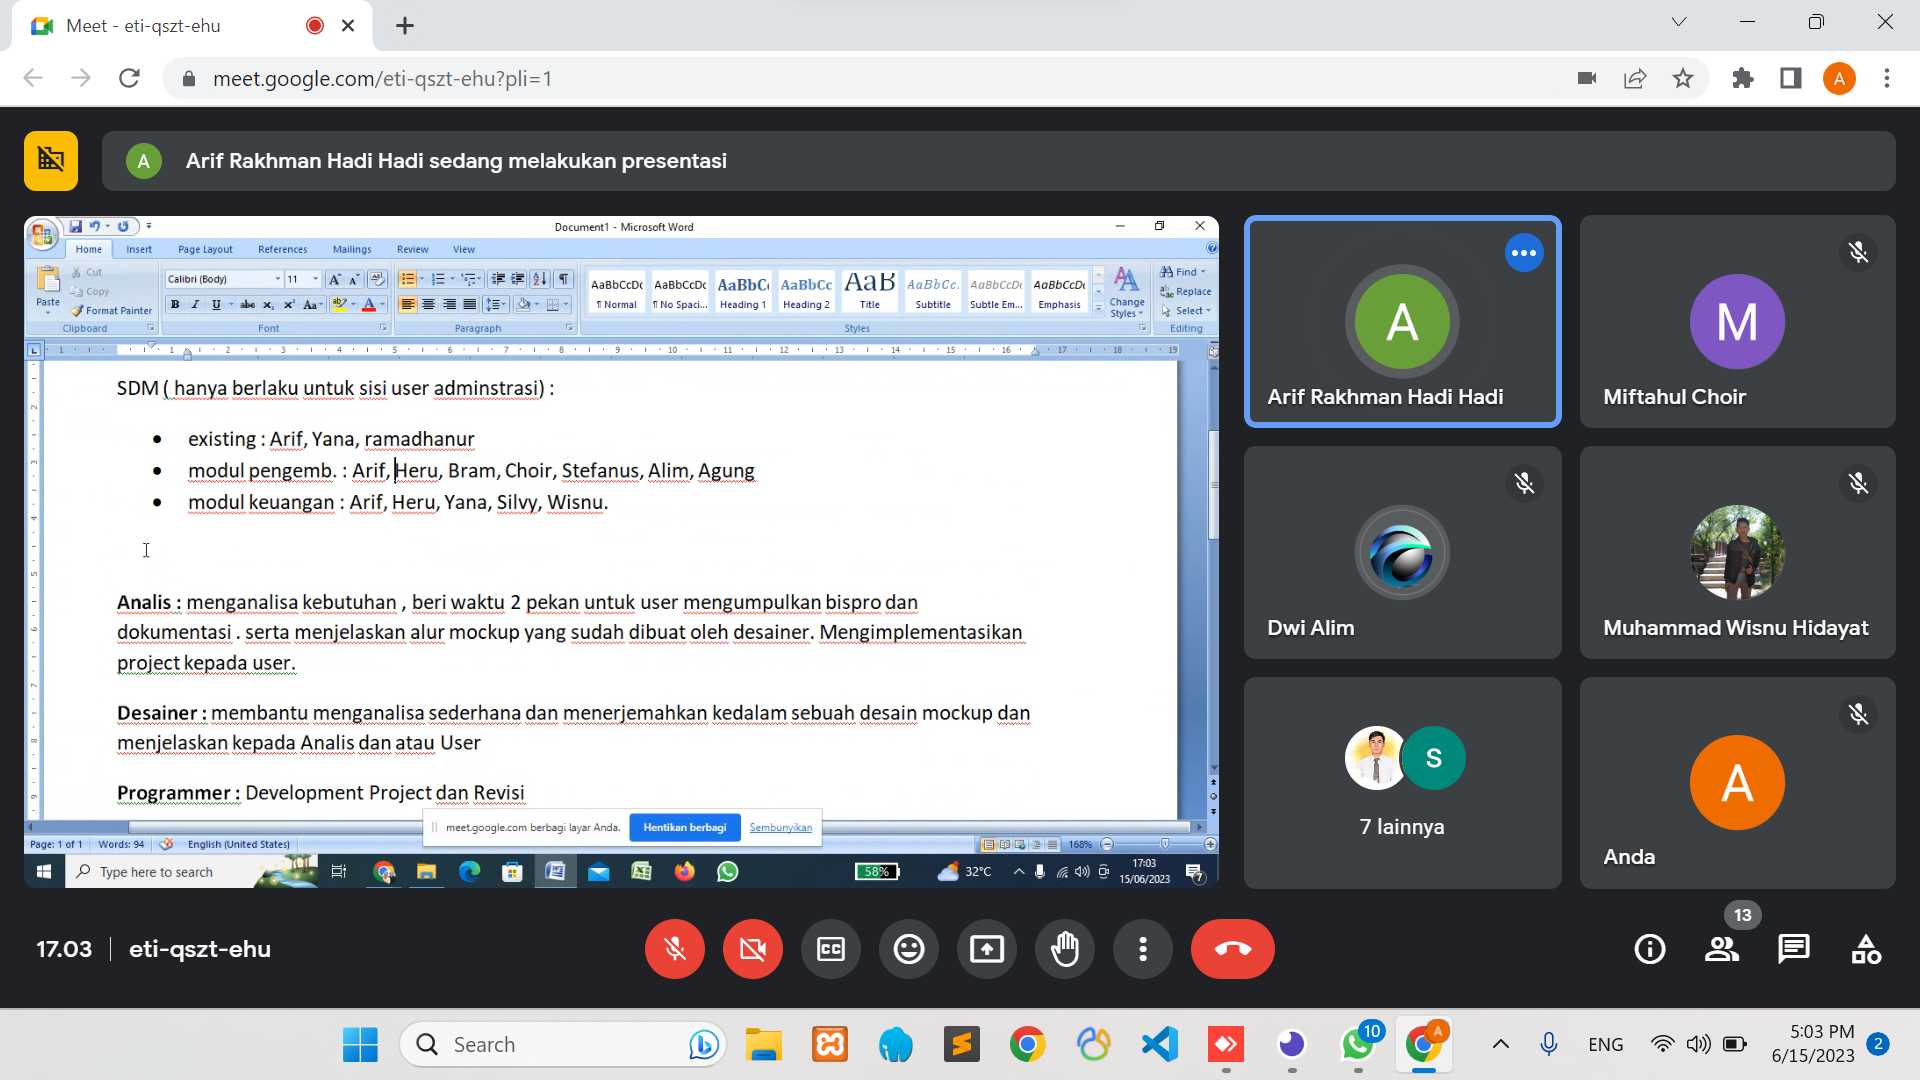 Meet - eti-qszt-ehu
meet.google.com/eti-qszt-ehu?pli=1
A
A
Arif Rakhman Hadi Hadi sedang melakukan presentasi
Document1 - Microsoft Word
Home
Insert
Page Layout
References
Mailings
Review
View
Paste
Cut
Copy
Format Painter
Clipboard
Calibri (Body)
11
Font
Paragraph
AaBbCcDc
¶ Normal
AaBbCcDc
¶ No Spaci...
AaBbC
Heading 1
AaBbCc
Heading 2
AaB
Title
AaBbCc.
Subtitle
AaBbCcDc
Subtle Em...
AaBbCcDc
Emphasis
Change Styles
Styles
Find
Replace
Select
Editing
SDM ( hanya berlaku untuk sisi user adminstrasi) :
• existing : Arif, Yana, ramadhanur
• modul pengemb. : Arif, Heru, Bram, Choir, Stefanus, Alim, Agung
• modul keuangan : Arif, Heru, Yana, Silvy, Wisnu.
Analis : menganalisa kebutuhan , beri waktu 2 pekan untuk user mengumpulkan bispro dan
dokumentasi . serta menjelaskan alur mockup yang sudah dibuat oleh desainer. Mengimplementasikan
project kepada user.
Desainer : membantu menganalisa sederhana dan menerjemahkan kedalam sebuah desain mockup dan
menjelaskan kepada Analis dan atau User
Programmer : Development Project dan Revisi
meet.google.com berbagi layar Anda.
Hentikan berbagi
Sembunyikan
Page: 1 of 1
Words: 94
English (United States)
168%
Type here to search
58%
32°C
17:03
15/06/2023
7
A
Arif Rakhman Hadi Hadi
M
Miftahul Choir
Dwi Alim
Muhammad Wisnu Hidayat
S
7 lainnya
A
Anda
17.03
eti-qszt-ehu
CC
13
Search
10
A
ENG
5:03 PM
6/15/2023
2